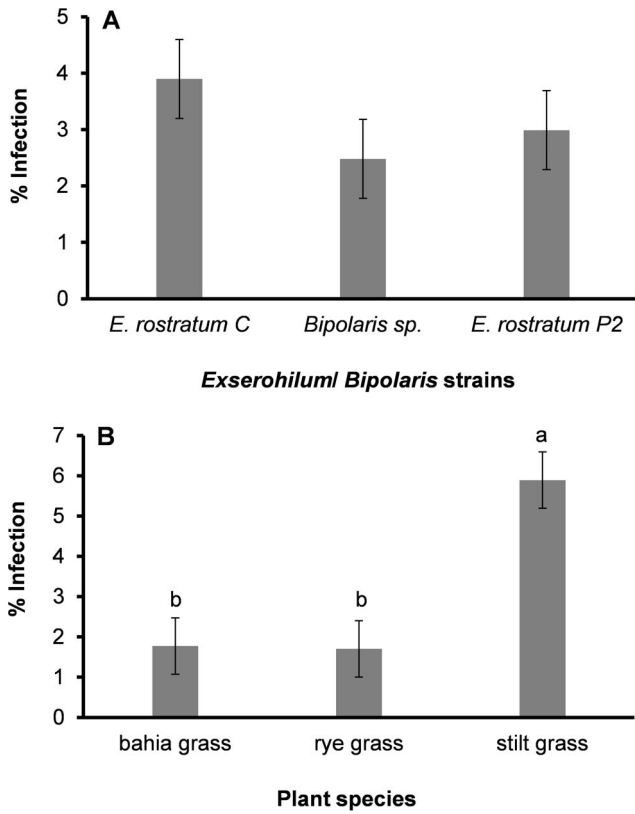 A
5
4
3
2
1
0
% Infection
E. rostratum C
Bipolaris sp.
E. rostratum P2
Exserohilum/ Bipolaris strains
B
7
6
5
4
3
2
1
0
% Infection
b
b
a
bahia grass
rye grass
stilt grass
Plant species